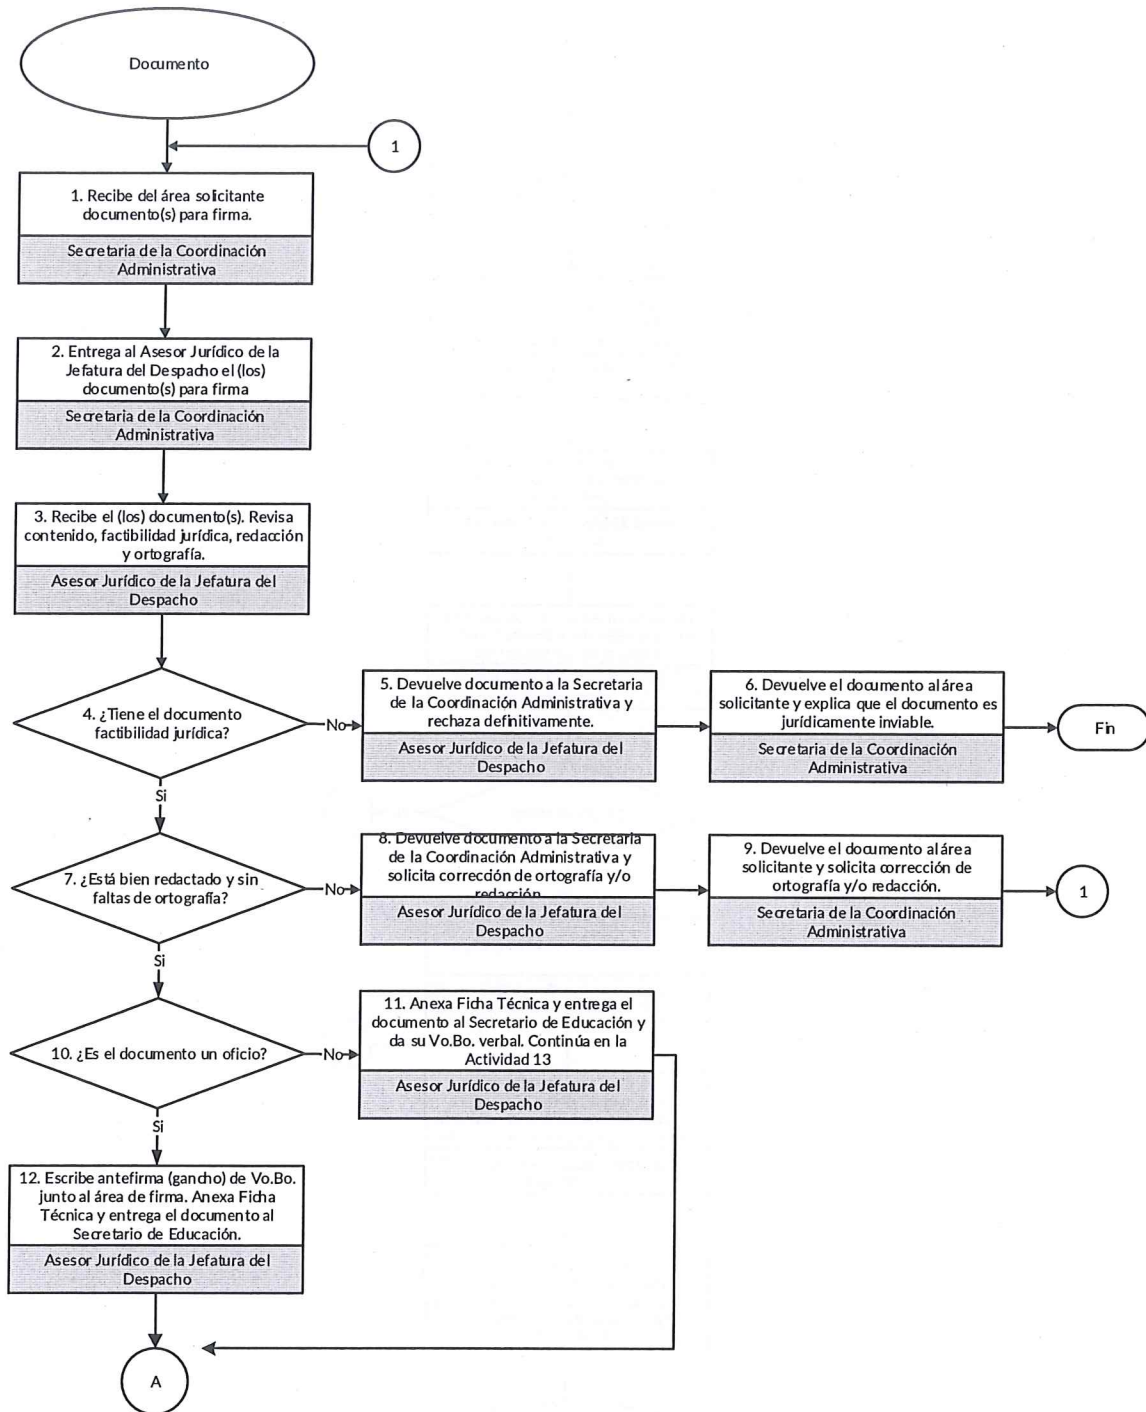 Documento
1
1. Recibe del área solicitante
documento(s) para firma.
Secretaria de la Coordinación
Administrativa
2. Entrega al Asesor Jurídico de la
Jefatura del Despacho el (los)
documento(s) para firma
Secretaria de la Coordinación
Administrativa
3. Recibe el (los) documento(s). Revisa
contenido, factibilidad jurídica, redacción
y ortografía.
Asesor Jurídico de la Jefatura del
Despacho
4. ¿Tiene el documento
factibilidad jurídica?
No
5. Devuelve documento a la Secretaria
de la Coordinación Administrativa y
rechaza definitivamente.
Asesor Jurídico de la Jefatura del
Despacho
6. Devuelve el documento al área
solicitante y explica que el documento es
jurídicamente inviable.
Secretaria de la Coordinación
Administrativa
Fin
Si
7. ¿Está bien redactado y sin
faltas de ortografía?
No
8. Devuelve documento a la Secretaria
de la Coordinación Administrativa y
solicita corrección de ortografía y/o
redacción
Asesor Jurídico de la Jefatura del
Despacho
9. Devuelve el documento al área
solicitante y solicita corrección de
ortografía y/o redacción.
Secretaria de la Coordinación
Administrativa
1
Si
10. ¿Es el documento un oficio?
No
11. Anexa Ficha Técnica y entrega el
documento al Secretario de Educación y
da su Vo.Bo. verbal. Continúa en la
Actividad 13
Asesor Jurídico de la Jefatura del
Despacho
Si
12. Escribe antefirma (gancho) de Vo.Bo.
junto al área de firma. Anexa Ficha
Técnica y entrega el documento al
Secretario de Educación.
Asesor Jurídico de la Jefatura del
Despacho
A